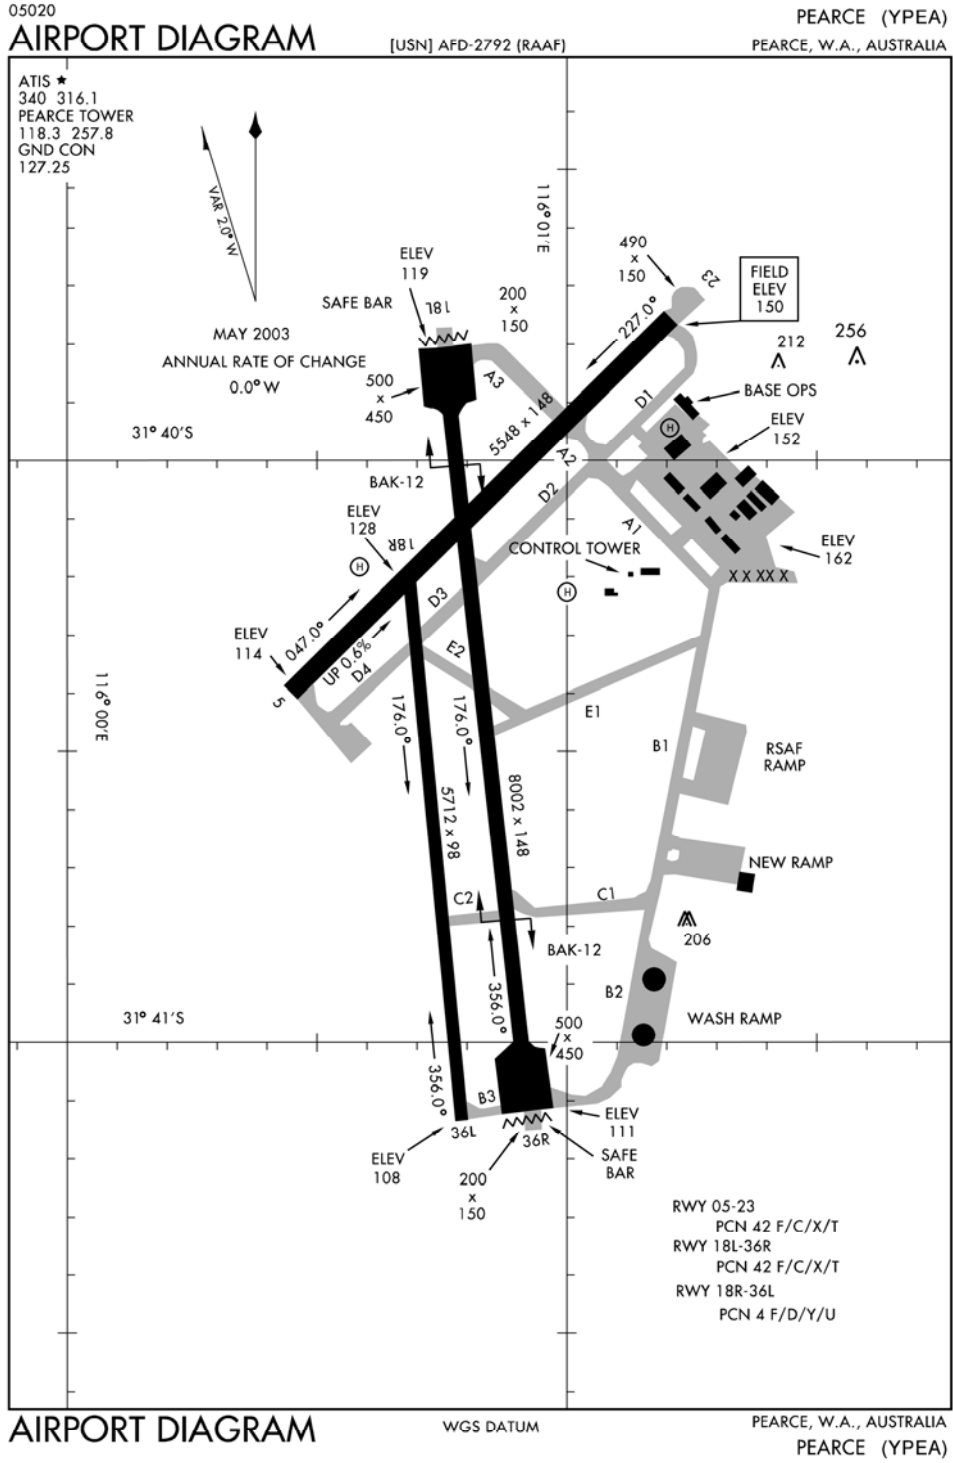 05020
AIRPORT DIAGRAM
[USN] AFD-2792 (RAAF)
PEARCE (YPEA)
PEARCE, W.A., AUSTRALIA
ATIS ★
340 316.1
PEARCE TOWER
118.3 257.8
GND CON
127.25
VAR 2.0° W
MAY 2003
ANNUAL RATE OF CHANGE
0.0° W
116° 01'E
490
x
150
23
FIELD
ELEV
150
ELEV
119
SAFE BAR
18L
200
x
150
227.0°
212
256
500
x
450
A3
D1
BASE OPS
5548 x 148
H
ELEV
152
31° 40'S
A2
BAK-12
D2
ELEV
128
18R
A1
CONTROL TOWER
ELEV
162
X X X X X
H
H
D3
047.0°
UP 0.6%
D4
ELEV
114
5
E2
E1
116° 00'E
176.0°
176.0°
B1
RSAF
RAMP
5712 x 98
8002 x 148
NEW RAMP
C2
C1
206
BAK-12
356.0°
B2
31° 41'S
WASH RAMP
500
x
450
356.0°
B3
36L
36R
ELEV
111
SAFE
BAR
ELEV
108
200
x
150
RWY 05-23
PCN 42 F/C/X/T
RWY 18L-36R
PCN 42 F/C/X/T
RWY 18R-36L
PCN 4 F/D/Y/U
AIRPORT DIAGRAM
WGS DATUM
PEARCE, W.A., AUSTRALIA
PEARCE (YPEA)